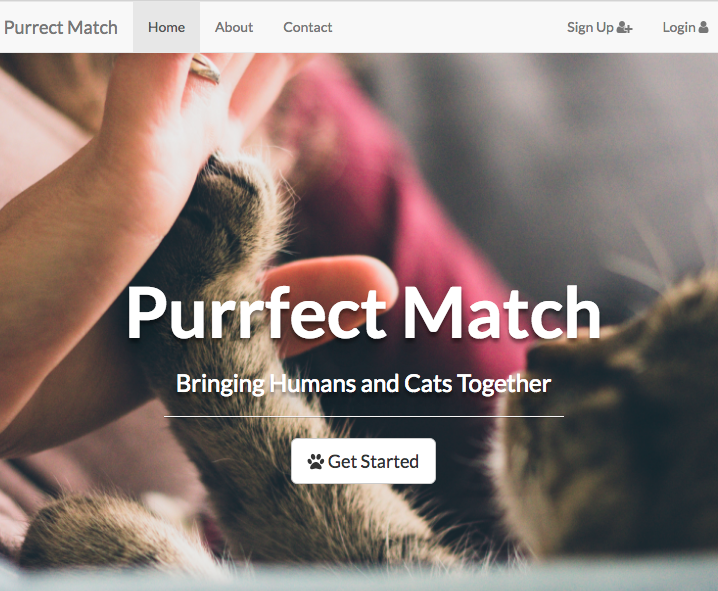 Purrect Match Home About Contact Sign Up Login
Purrfect Match
Bringing Humans and Cats Together
Get Started